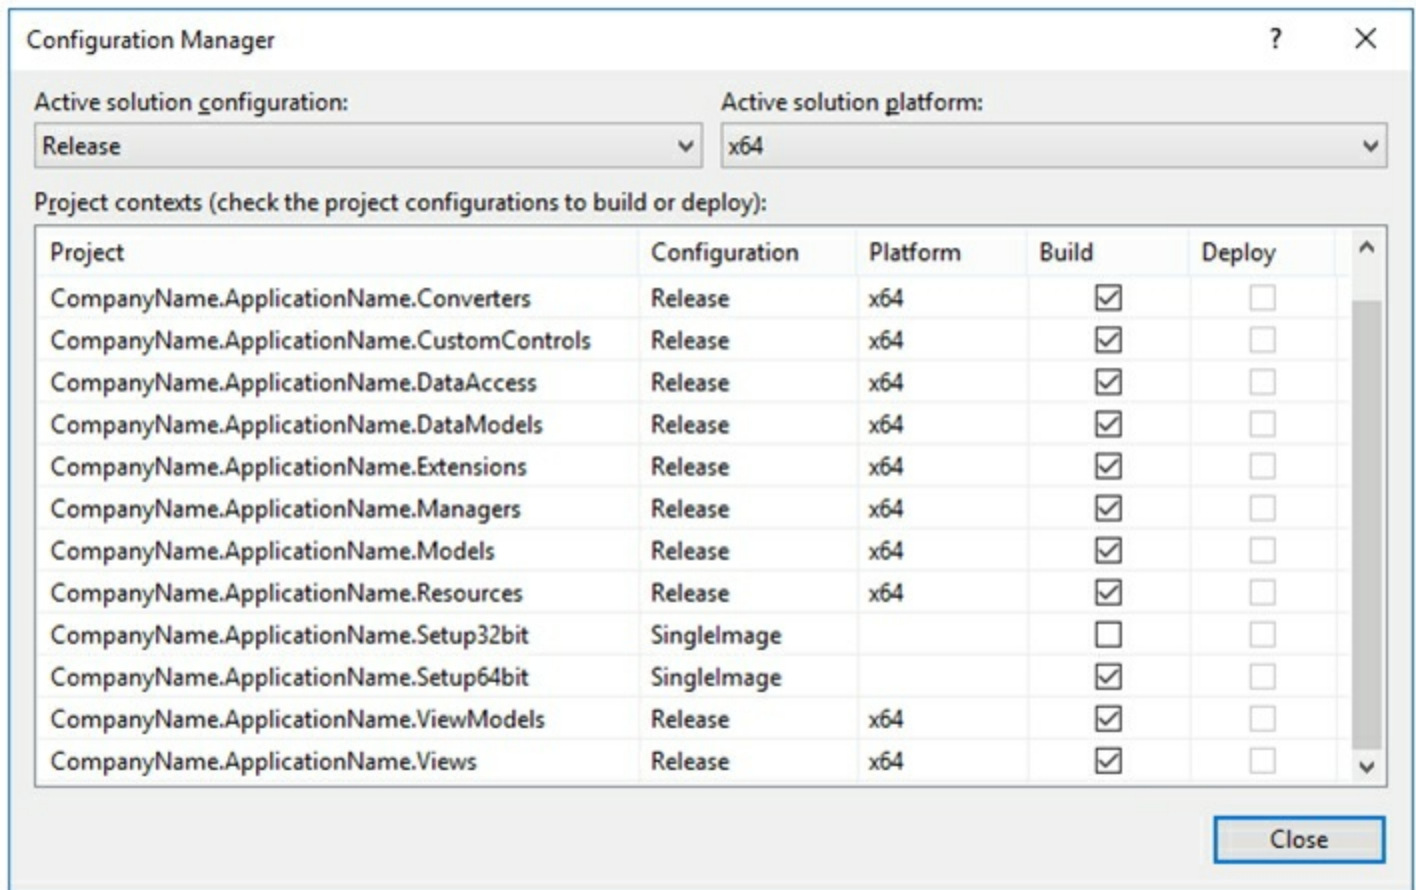 Configuration Manager ?
Active solution configuration: Active solution platform:
Release x64
Project contexts (check the project configurations to build or deploy):
Project Configuration Platform Build Deploy
CompanyName.ApplicationName.Converters Release x64
CompanyName.ApplicationName.CustomControls Release x64
CompanyName.ApplicationName.DataAccess Release x64
CompanyName.ApplicationName.DataModels Release x64
CompanyName.ApplicationName.Extensions Release x64
CompanyName.ApplicationName.Managers Release x64
CompanyName.ApplicationName.Models Release x64
CompanyName.ApplicationName.Resources Release x64
CompanyName.ApplicationName.Setup32bit SingleImage
CompanyName.ApplicationName.Setup64bit SingleImage
CompanyName.ApplicationName.ViewModels Release x64
CompanyName.ApplicationName.Views Release x64
Close